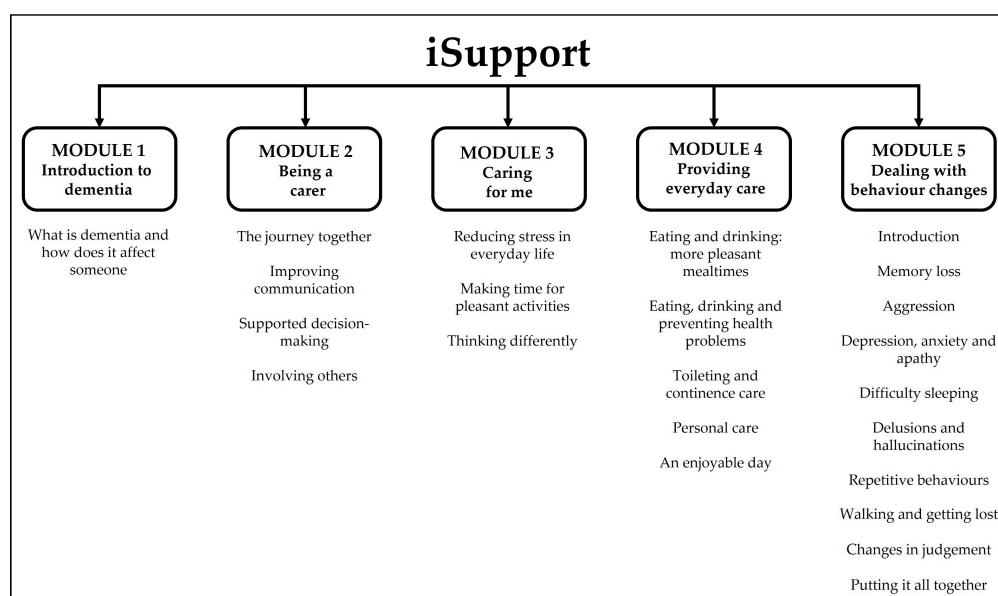 iSupport
MODULE 1
Introduction to
dementia
What is dementia and
how does it affect
someone
MODULE 2
Being a
carer
The journey together
Improving
communication
Supported decision-
making
Involving others
MODULE 3
Caring
for me
Reducing stress in
everyday life
Making time for
pleasant activities
Thinking differently
MODULE 4
Providing
everyday care
Eating and drinking:
more pleasant
mealtimes
Eating, drinking and
preventing health
problems
Toileting and
continence care
Personal care
An enjoyable day
MODULE 5
Dealing with
behaviour changes
Introduction
Memory loss
Aggression
Depression, anxiety and
apathy
Difficulty sleeping
Delusions and
hallucinations
Repetitive behaviours
Walking and getting lost
Changes in judgement
Putting it all together